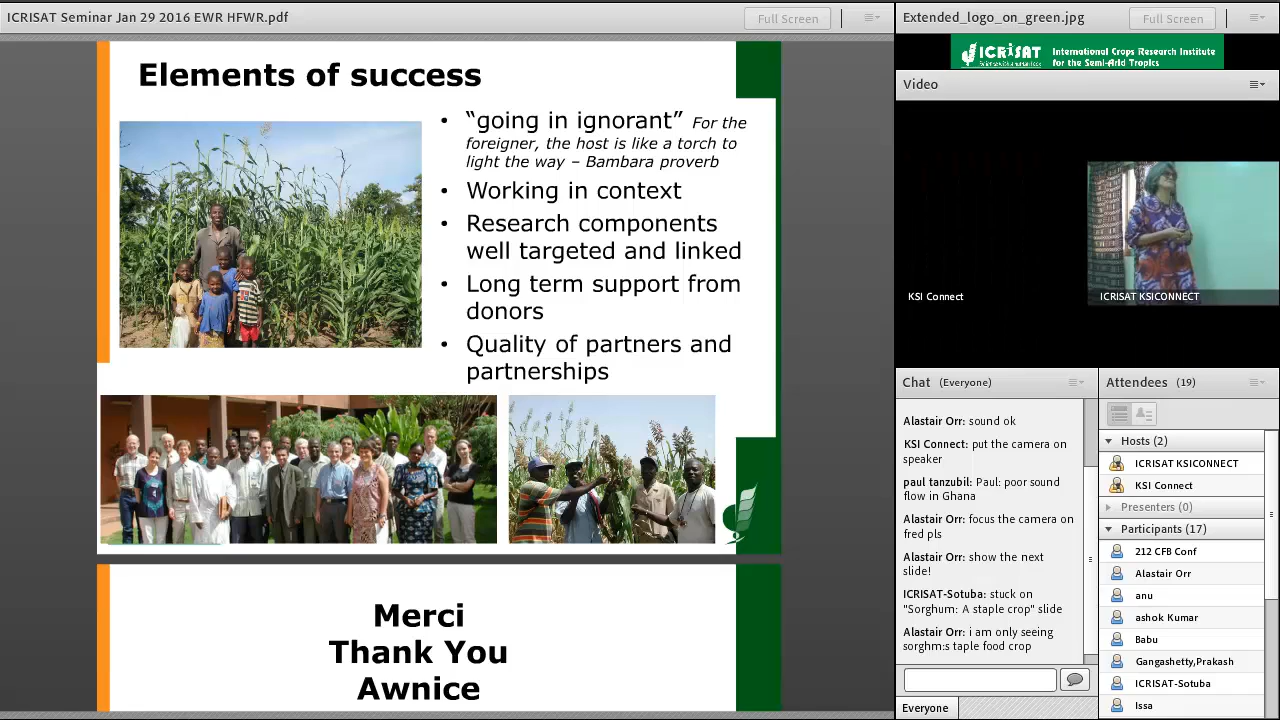 ICRISAT Seminar Jan 29 2016 EWR HFWR.pdf
Full Screen
Elements of success
• “going in ignorant” For the
foreigner, the host is like a torch to
light the way – Bambara proverb
• Working in context
• Research components
well targeted and linked
• Long term support from
donors
• Quality of partners and
partnerships
Merci
Thank You
Awnice
Extended_logo_on_green.jpg
Full Screen
ICRISAT
International Crops Research Institute
for the Semi-Arid Tropics
Video
KSI Connect
ICRISAT KSICONNECT
Chat (Everyone)
Alastair Orr: sound ok
KSI Connect: put the camera on
speaker
paul tanzubil: Paul: poor sound
flow in Ghana
Alastair Orr: focus the camera on
fred pls
Alastair Orr: show the next
slide!
ICRISAT-Sotuba: stuck on
"Sorghum: A staple crop" slide
Alastair Orr: i am only seeing
sorghm:s taple food crop
Everyone
Attendees (19)
Hosts (2)
ICRISAT KSICONNECT
KSI Connect
Presenters (0)
Participants (17)
212 CFB Conf
Alastair Orr
anu
ashok Kumar
Babu
Gangashetty,Prakash
ICRISAT-Sotuba
Issa